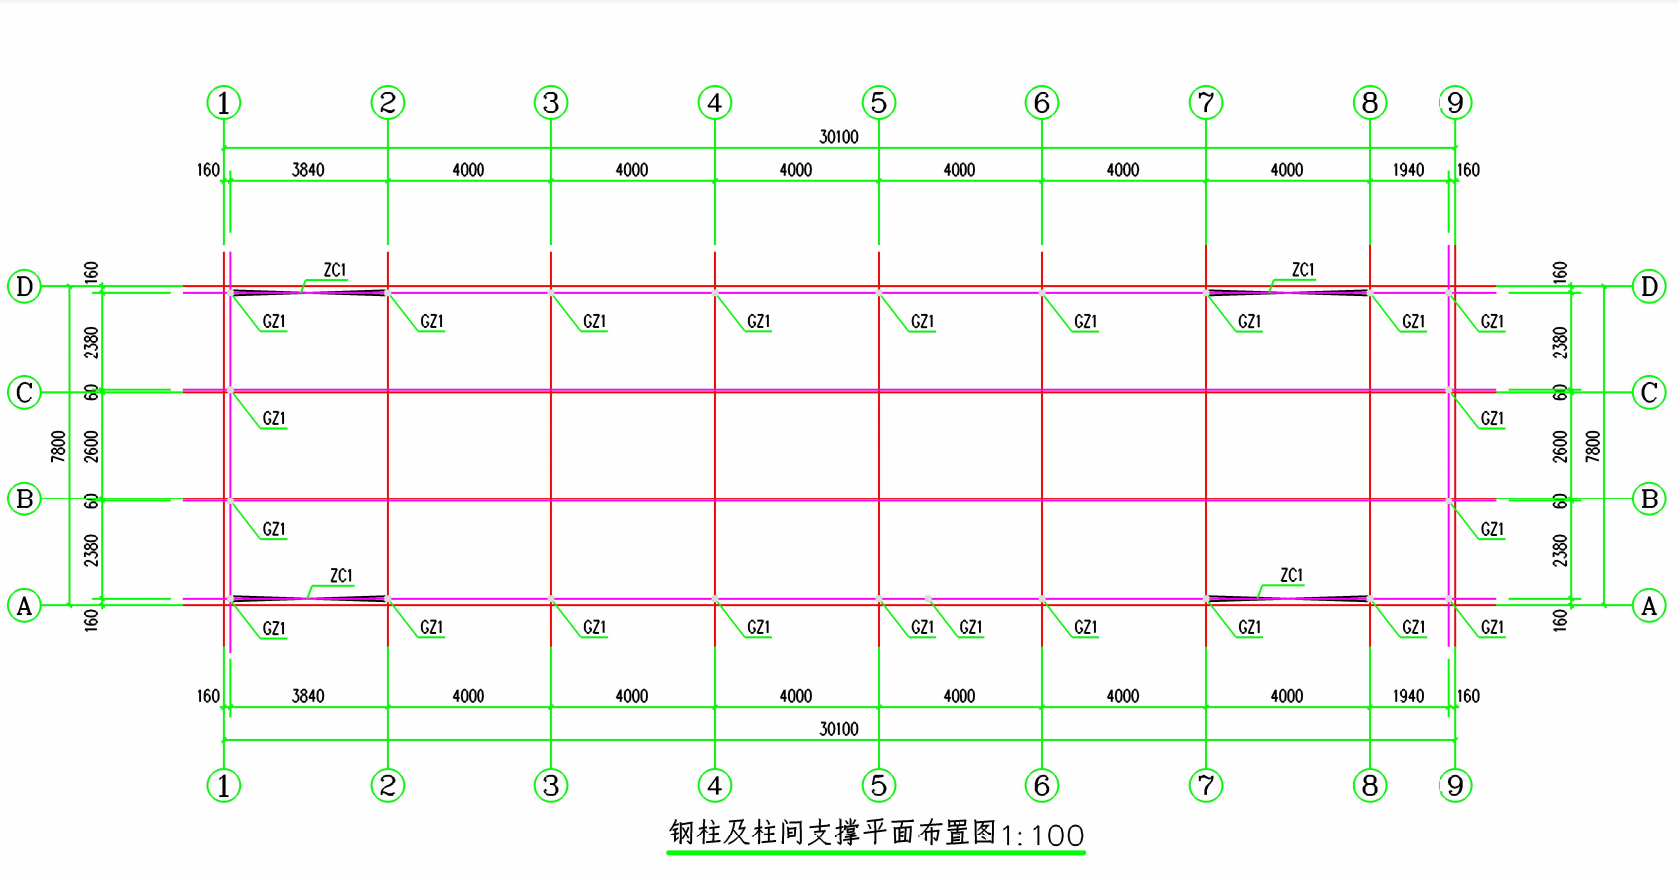 1 2 3 4 5 6 7 8 9
30100
160 3840 4000 4000 4000 4000 4000 4000 1940 160
ZC1 ZC1
D 160 160 D
GZ1 GZ1 GZ1 GZ1 GZ1 GZ1 GZ1 GZ1 GZ1
2380 2380
C 60 60 C
GZ1 GZ1
7800 2600 2600 7800
B 60 60 B
GZ1 GZ1
2380 2380
ZC1 ZC1
A 160 160 A
GZ1 GZ1 GZ1 GZ1 GZ1 GZ1 GZ1 GZ1 GZ1 GZ1
160 3840 4000 4000 4000 4000 4000 4000 1940 160
30100
1 2 3 4 5 6 7 8 9
钢柱及柱间支撑平面布置图1:100